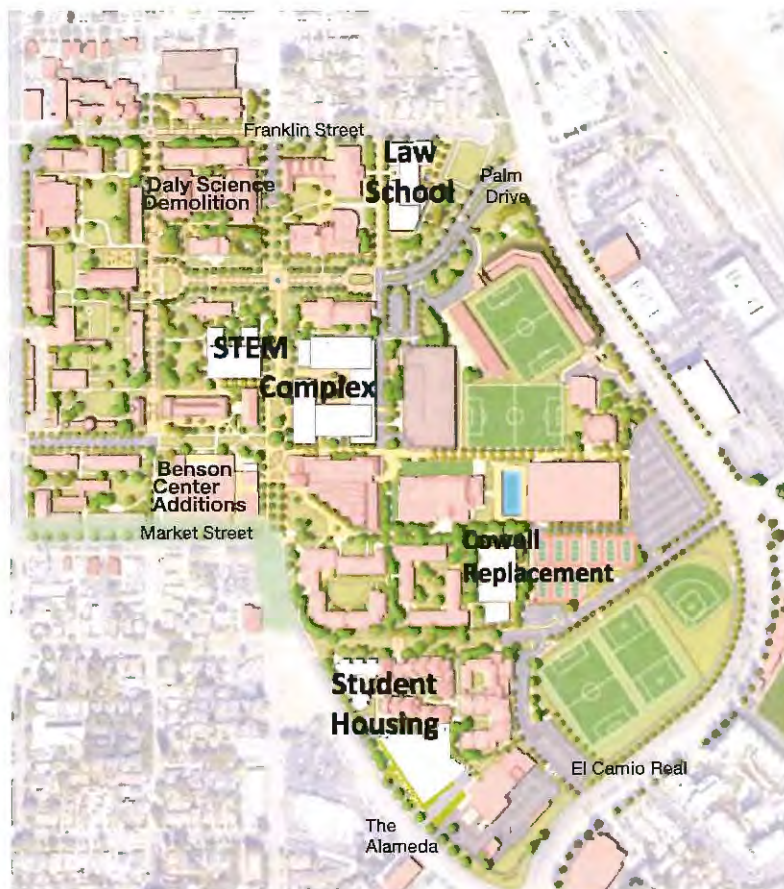 Franklin Street
Law
School
Palm
Drive
Daly Science
Demolition
STEM
Complex
Benson
Center
Additions
Market Street
Cowell
Replacement
Student
Housing
El Camio Real
The
Alameda